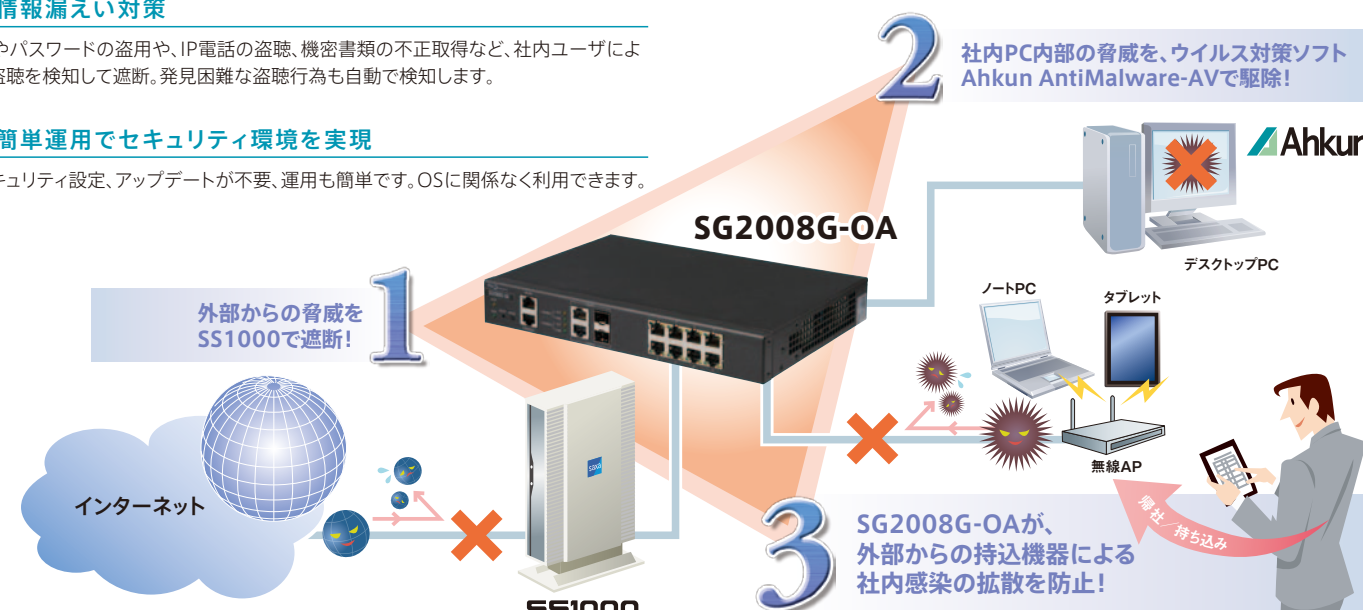 情報漏えい対策
やパスワードの盗用や、IP電話の盗聴、機密書類の不正取得など、社内ユーザによ
盗聴を検知して遮断。発見困難な盗聴行為も自動で検知します。
簡単運用でセキュリティ環境を実現
キュリティ設定、アップデートが不要、運用も簡単です。OSに関係なく利用できます。
2
社内PC内部の脅威を、ウイルス対策ソフト
Ahkun AntiMalware-AVで駆除!
Ahkun
デスクトップPC
SG2008G-OA
1
外部からの脅威を
SS1000で遮断!
ノートPC
タブレット
無線AP
インターネット
saxa
SS1000
帰社/持ち込み
3
SG2008G-OAが、
外部からの持込機器による
社内感染の拡散を防止!